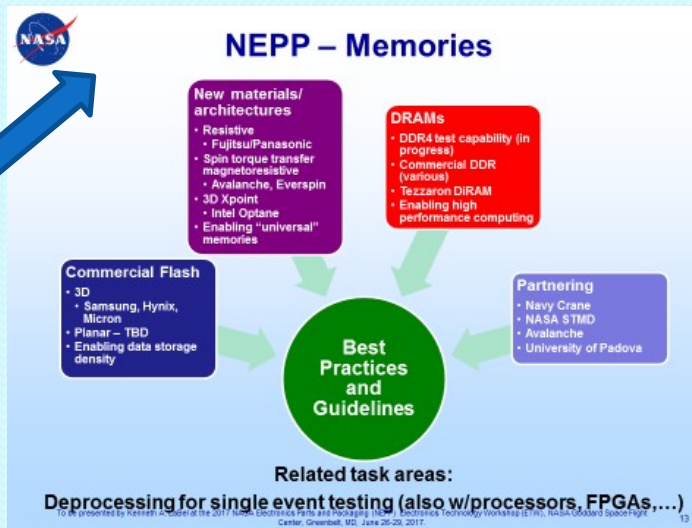 NASA
NEPP – Memories
New materials/
architectures
• Resistive
• Fujitsu/Panasonic
• Spin torque transfer
magnetoresistive
• Avalanche, Everspin
• 3D Xpoint
• Intel Optane
• Enabling “universal”
memories
DRAMs
• DDR4 test capability (in
progress)
• Commercial DDR
(various)
• Tezzaron DiRAM
• Enabling high
performance computing
Commercial Flash
• 3D
• Samsung, Hynix,
Micron
• Planar – TBD
• Enabling data storage
density
Partnering
• Navy Crane
• NASA STMD
• Avalanche
• University of Padova
Best
Practices
and
Guidelines
Related task areas:
Deprocessing for single event testing (also w/processors, FPGAs,…)
To be presented by Kenneth A. LaBel at the 2017 NASA Electronics Parts and Packaging (NEPP) Electronics Technology Workshop (ETW), NASA Goddard Space Flight
Center, Greenbelt, MD, June 26-29, 2017.
13